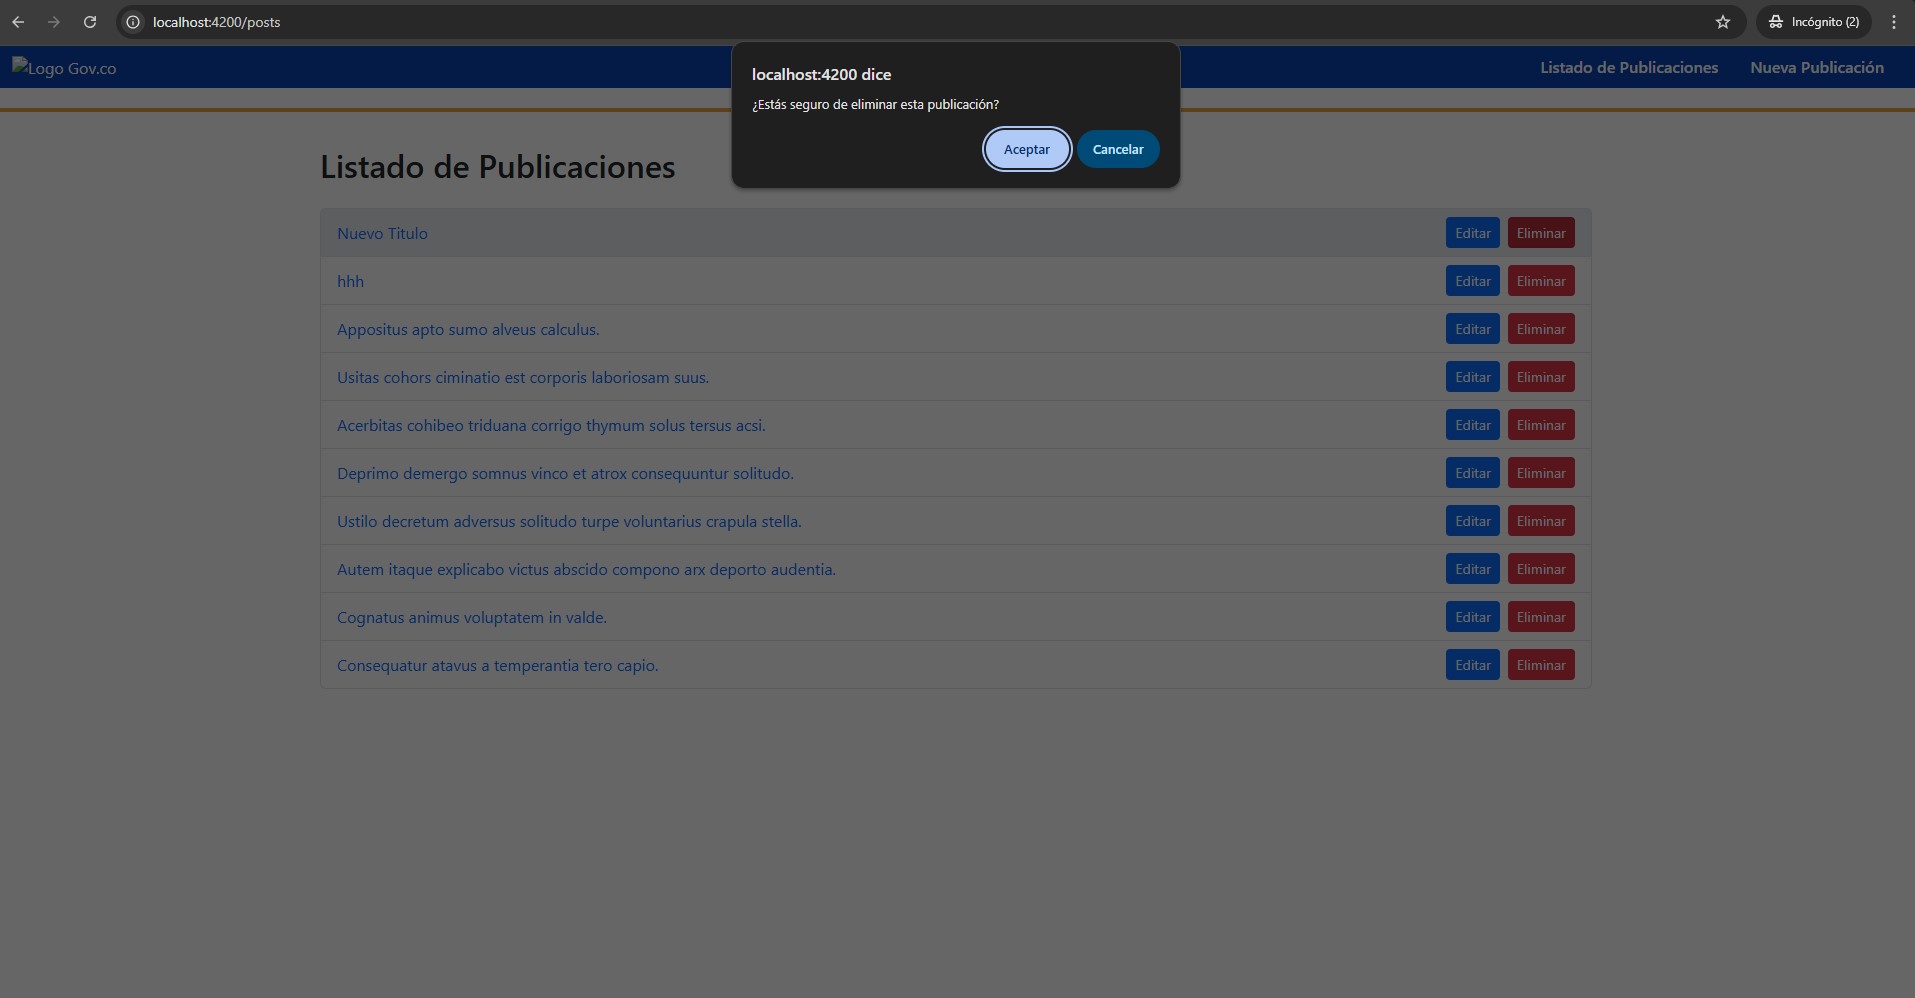 localhost:4200/posts
Incógnito (2)
Logo Gov.co
Listado de Publicaciones
Nueva Publicación
localhost:4200 dice
¿Estás seguro de eliminar esta publicación?
Aceptar Cancelar
Listado de Publicaciones
Nuevo Titulo Editar Eliminar
hhh Editar Eliminar
Appositus apto sumo alveus calculus. Editar Eliminar
Usitas cohors ciminatio est corporis laboriosam suus. Editar Eliminar
Acerbitas cohibeo triduana corrigo thymum solus tersus acsi. Editar Eliminar
Deprimo demergo somnus vinco et atrox consequuntur solitudo. Editar Eliminar
Ustilo decretum adversus solitudo turpe voluntarius crapula stella. Editar Eliminar
Autem itaque explicabo victus abscido compono arx deporto audentia. Editar Eliminar
Cognatus animus voluptatem in valde. Editar Eliminar
Consequatur atavus a temperantia tero capio. Editar Eliminar